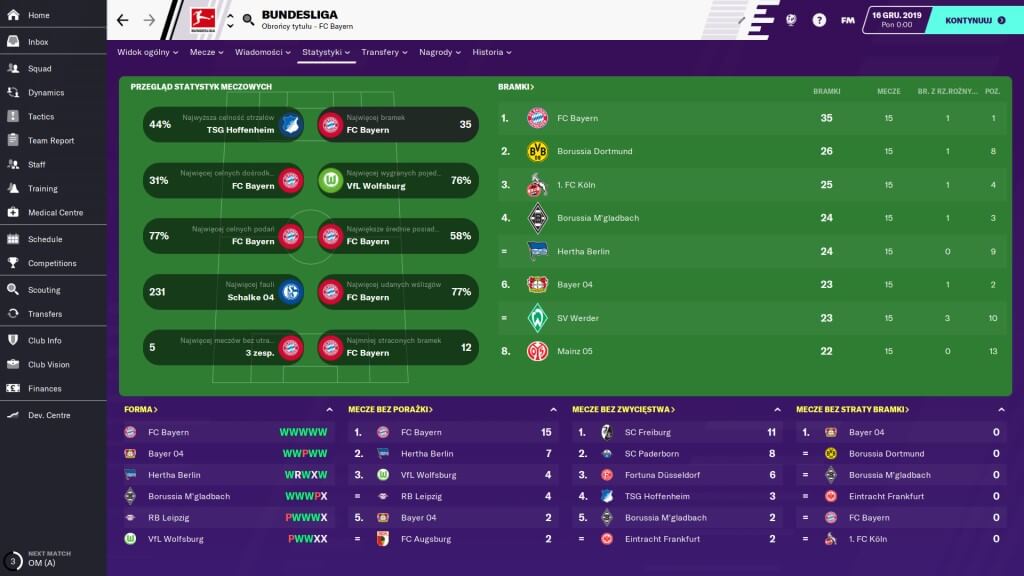 Home
Inbox
Squad
Dynamics
Tactics
Team Report
Staff
Training
Medical Centre
Schedule
Competitions
Scouting
Transfers
Club Info
Club Vision
Finances
Dev. Centre
3
NEXT MATCH
OM (A)
BUNDESLIGA
Obrońcy tytułu - FC Bayern
?
FM
16 GRU. 2019
Pon 0:00
KONTYNUUJ
Widok ogólny
Mecze
Wiadomości
Statystyki
Transfery
Nagrody
Historia
PRZEGLĄD STATYSTYK MECZOWYCH
44% Najwyższa celność strzałów
TSG Hoffenheim
Najwięcej bramek 35
FC Bayern
31% Najwięcej celnych dośrodk...
FC Bayern
Najwięcej wygranych pojed... 76%
VfL Wolfsburg
77% Najwięcej celnych podań
FC Bayern
Największe średnie posiad... 58%
FC Bayern
231 Najwięcej fauli
Schalke 04
Najwięcej udanych wślizgów 77%
FC Bayern
5 Najwięcej meczów bez utra...
3 zesp.
Najmniej straconych bramek 12
FC Bayern
BRAMKI
BRAMKI MECZE BR. Z RZ.ROŻNY... POZ.
1. FC Bayern 35 15 1 1
2. Borussia Dortmund 26 15 1 8
3. 1. FC Köln 25 15 1 4
4. Borussia M'gladbach 24 15 1 3
= Hertha Berlin 24 15 0 9
6. Bayer 04 23 15 1 2
= SV Werder 23 15 3 10
8. Mainz 05 22 15 0 13
FORMA
FC Bayern WWWWW
Bayer 04 WWPWW
Hertha Berlin WRWXW
Borussia M'gladbach WWWPX
RB Leipzig PWWWX
VfL Wolfsburg PWWXX
MECZE BEZ PORAŻKI
1. FC Bayern 15
2. Hertha Berlin 7
3. VfL Wolfsburg 4
= RB Leipzig 4
5. Bayer 04 2
= FC Augsburg 2
MECZE BEZ ZWYCIĘSTWA
1. SC Freiburg 11
2. SC Paderborn 8
3. Fortuna Düsseldorf 6
4. TSG Hoffenheim 3
5. Borussia M'gladbach 2
= Eintracht Frankfurt 2
MECZE BEZ STRATY BRAMKI
1. Bayer 04 0
= Borussia Dortmund 0
= Borussia M'gladbach 0
= Eintracht Frankfurt 0
= FC Bayern 0
= 1. FC Köln 0